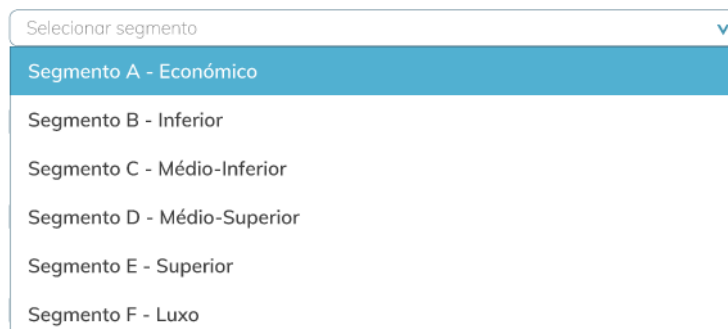 Selecionar segmento
Segmento A - Económico
Segmento B - Inferior
Segmento C - Médio-Inferior
Segmento D - Médio-Superior
Segmento E - Superior
Segmento F - Luxo